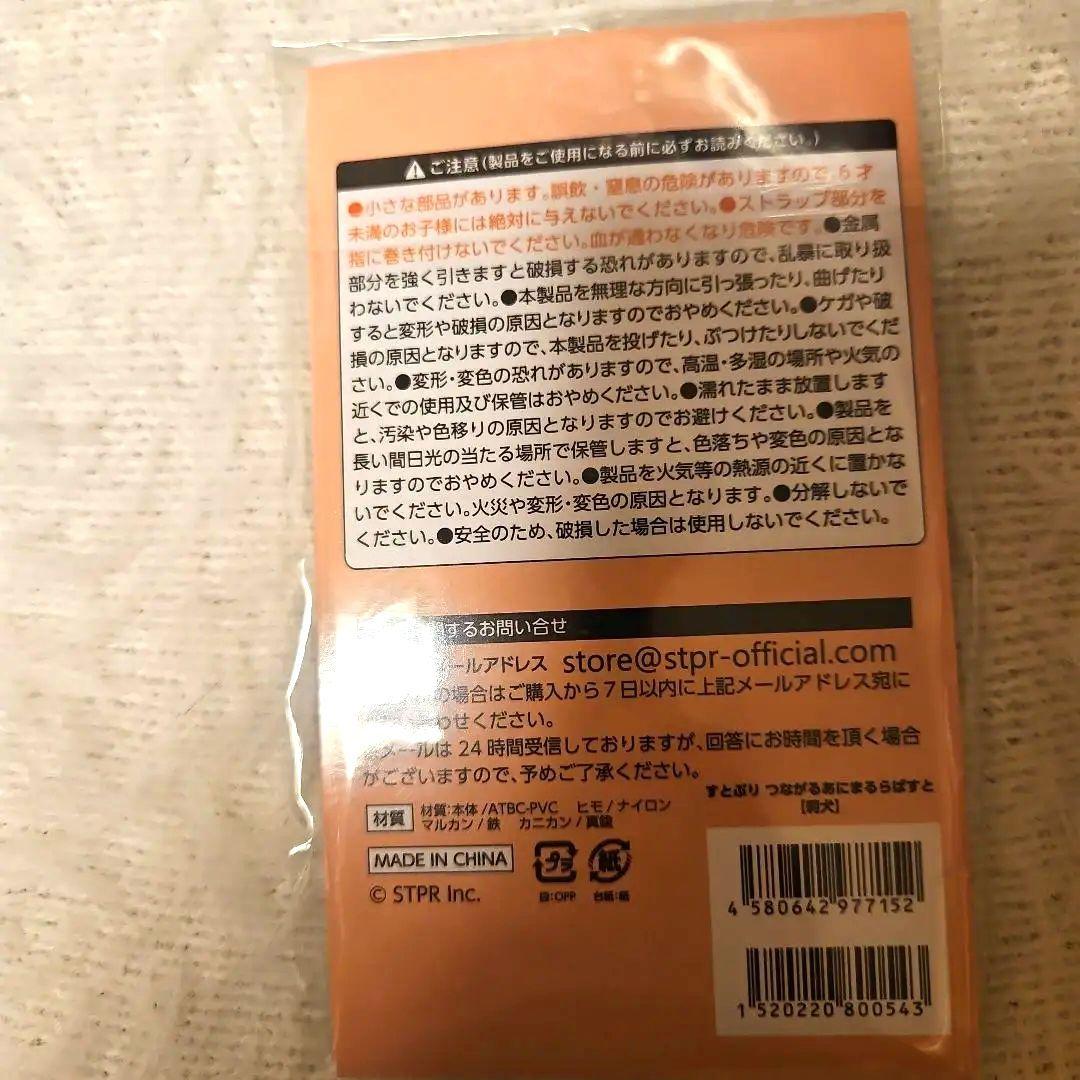 ⚠ご注意(製品をご使用になる前に必ずお読みください。)
●小さな部品があります。誤飲・窒息の危険がありますので、6才
未満のお子様には絶対に与えないでください。●ストラップ部分を
指に巻き付けないでください。血が通わなくなり危険です。●金属
部分を強く引きますと破損する恐れがありますので、乱暴に取り扱
わないでください。●本製品を無理な方向に引っ張ったり、曲げたり
すると変形や破損の原因となりますのでおやめください。●ケガや破
損の原因となりますので、本製品を投げたり、ぶつけたりしないでくだ
さい。●変形・変色の恐れがありますので、高温・多湿の場所や火気の
近くでの使用及び保管はおやめください。●濡れたまま放置します
と、汚染や色移りの原因となりますのでお避けください。●製品を
長い間日光の当たる場所で保管しますと、色落ちや変色の原因とな
りますのでおやめください。●製品を火気等の熱源の近くに置かな
いでください。火災や変形・変色の原因となります。●分解しないで
ください。●安全のため、破損した場合は使用しないでください。
するお問い合せ
ールアドレス store@stpr-official.com
の場合はご購入から7日以内に上記メールアドレス宛に
わせください。
メールは24時間受信しておりますが、回答にお時間を頂く場合
がございますので、予めご了承ください。
すとぷり つながるあにまるらばすと
[莉犬]
材質 材質:本体/ATBC-PVC ヒモ/ナイロン
マルカン/鉄 カニカン/真鍮
MADE IN CHINA
プラ
紙
袋:OPP 台紙:紙
© STPR Inc.
4 580642 977152
1 520220 800543